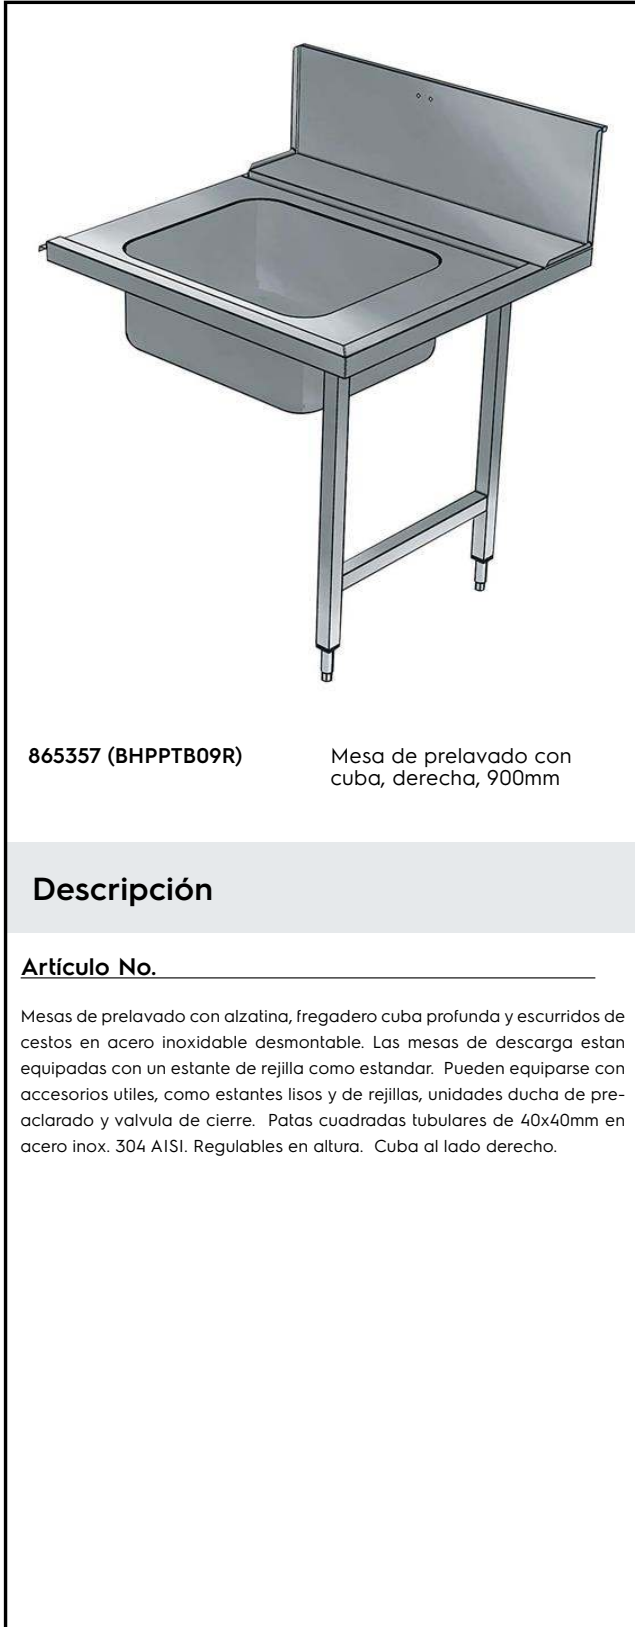 865357 (BHPPTB09R)
Mesa de prelavado con
cuba, derecha, 900mm
Descripción
Artículo No.
Mesas de prelavado con alzatina, fregadero cuba profunda y escurridos de
cestos en acero inoxidable desmontable. Las mesas de descarga estan
equipadas con un estante de rejilla como estandar. Pueden equiparse con
accesorios utiles, como estantes lisos y de rejillas, unidades ducha de pre-
aclarado y valvula de cierre. Patas cuadradas tubulares de 40x40mm en
acero inox. 304 AISI. Regulables en altura. Cuba al lado derecho.